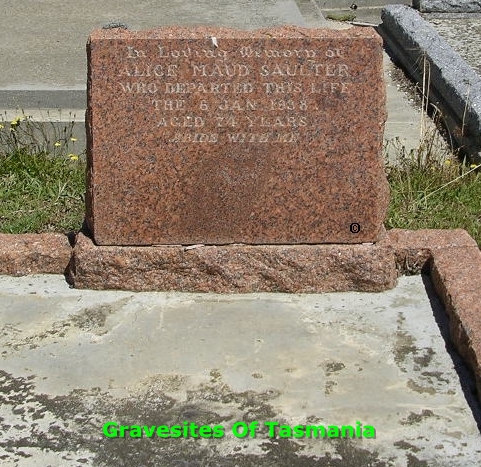 In Loving Memory of
ALICE MAUD SAULTER
WHO DEPARTED THIS LIFE
THE 6 JAN. 1938.
AGED 74 YEARS
ABIDE WITH ME
©
Gravesites Of Tasmania